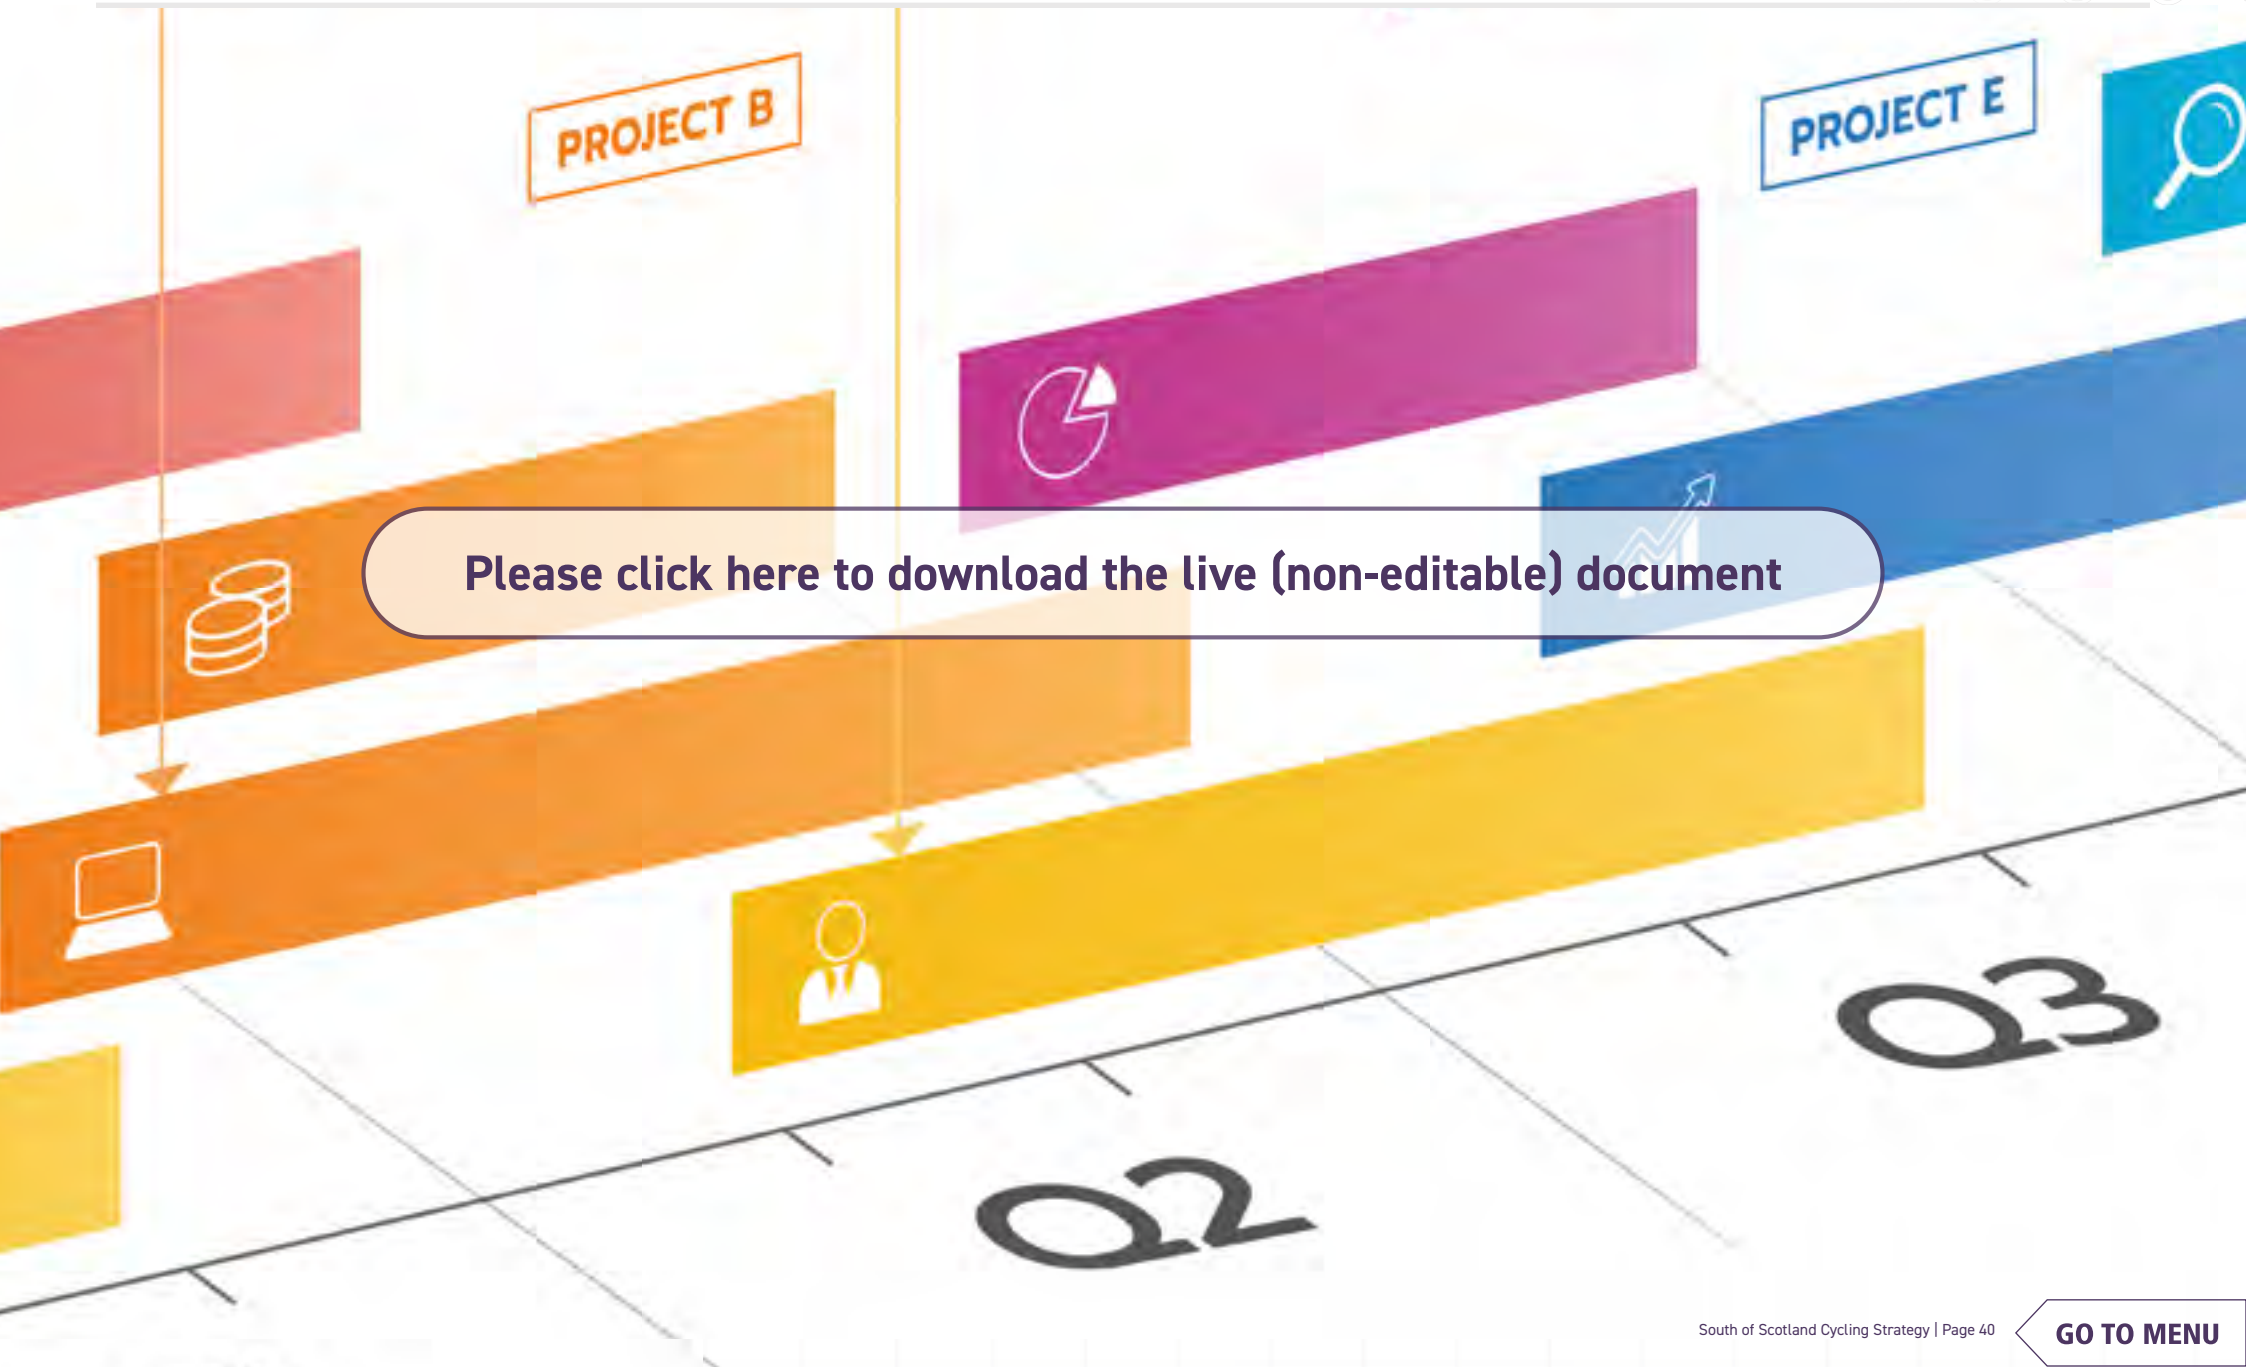 PROJECT B
PROJECT E
Please click here to download the live (non-editable) document
Q3
Q2
South of Scotland Cycling Strategy | Page 40
GO TO MENU